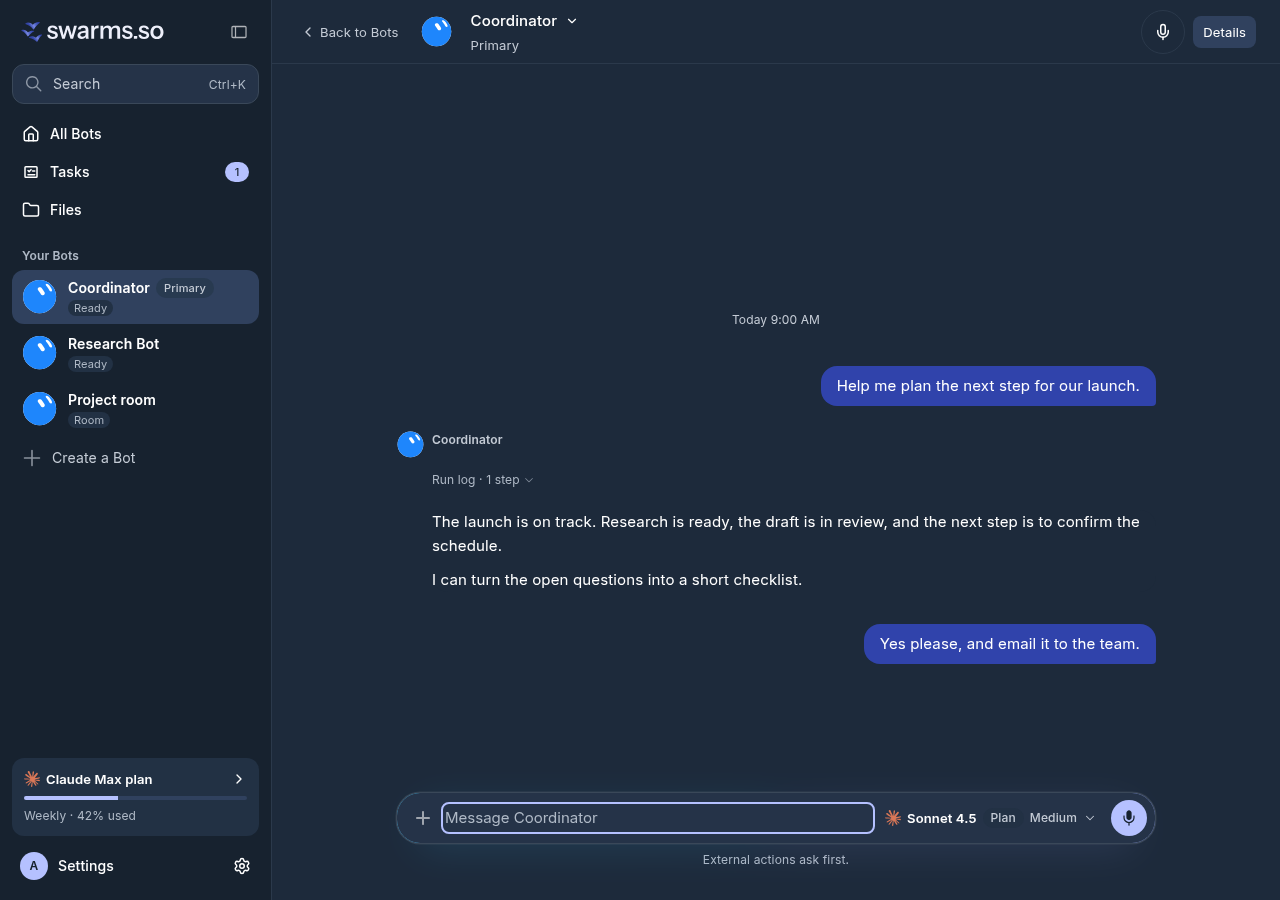 swarms.so
Search
Ctrl+K
All Bots
Tasks
1
Files
Your Bots
Coordinator
Primary
Ready
Research Bot
Ready
Project room
Room
Create a Bot
Claude Max plan
Weekly · 42% used
A
Settings
Back to Bots
Coordinator
Primary
Details
Today 9:00 AM
Help me plan the next step for our launch.
Coordinator
Run log · 1 step
The launch is on track. Research is ready, the draft is in review, and the next step is to confirm the
schedule.
I can turn the open questions into a short checklist.
Yes please, and email it to the team.
Message Coordinator
Sonnet 4.5
Plan
Medium
External actions ask first.